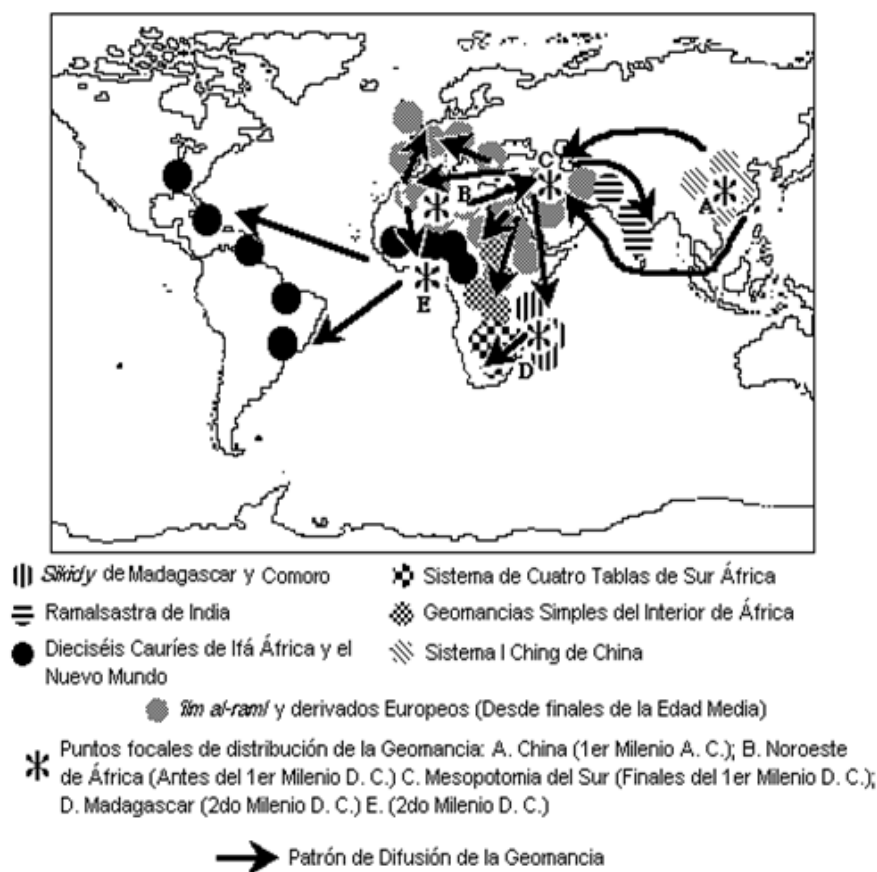 C
B
A
E
D
Sikidy de Madagascar y Comoro
Sistema de Cuatro Tablas de Sur África
Ramalsastra de India
Geomancias Simples del Interior de África
Dieciséis Cauríes de Ifá África y el
Nuevo Mundo
Sistema I Ching de China
'ilm al-raml y derivados Europeos (Desde finales de la Edad Media)
Puntos focales de distribución de la Geomancia: A. China (1er Milenio A. C.); B. Noroeste
de África (Antes del 1er Milenio D. C.) C. Mesopotomia del Sur (Finales del 1er Milenio D. C.);
D. Madagascar (2do Milenio D. C.) E. (2do Milenio D. C.)
Patrón de Difusión de la Geomancia